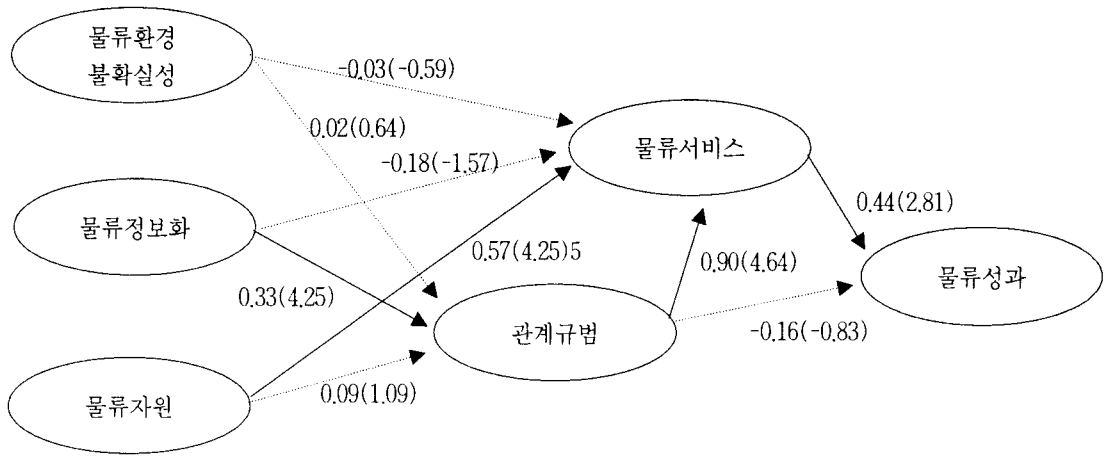 물류환경
불확실성
-0.03(-0.59)
0.02(0.64)
물류서비스
-0.18(-1.57)
0.44(2.81)
물류정보화
0.57(4.25)5
0.90(4.64)
물류성과
0.33(4.25)
관계규범
-0.16(-0.83)
물류자원
0.09(1.09)